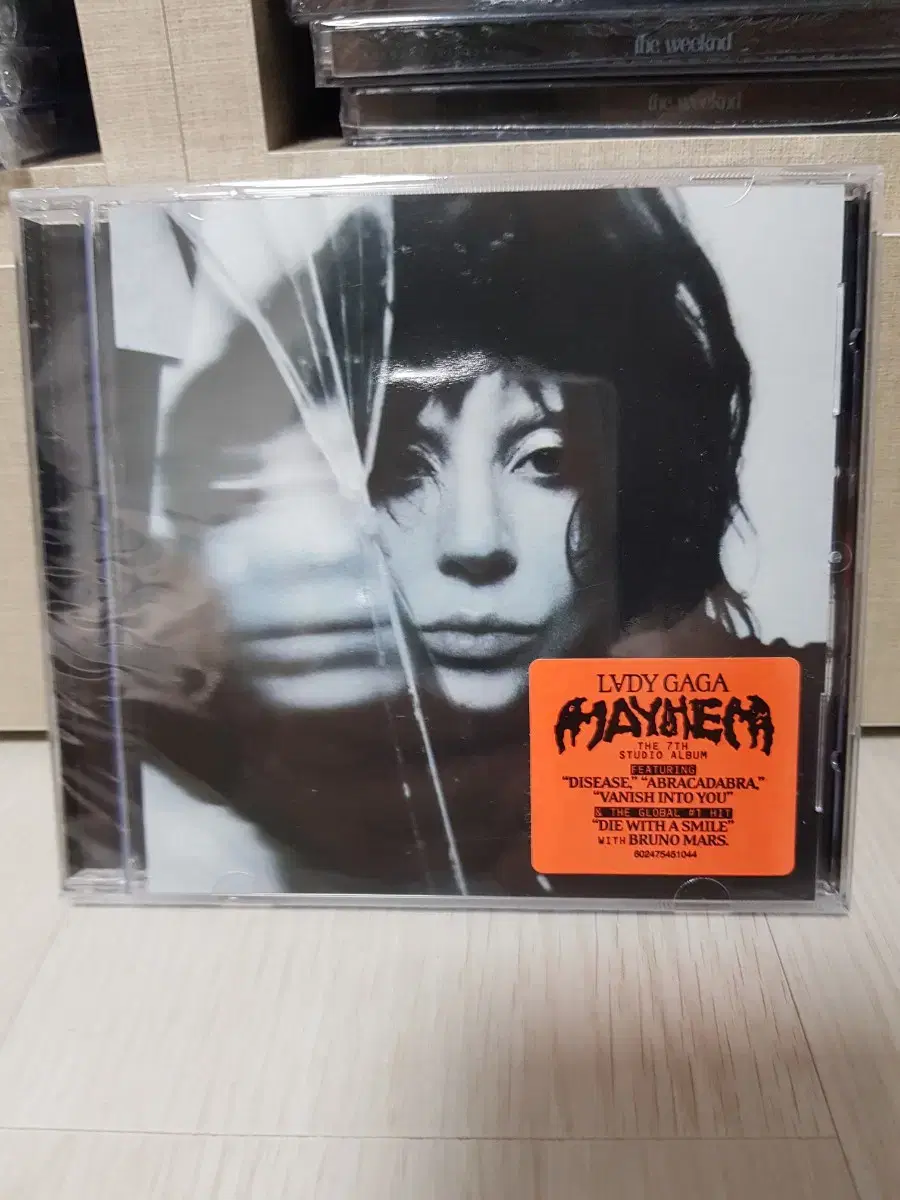 the weeknd
the weeknd
LVDY GAGA
MAYHEM
THE 7TH
STUDIO ALBUM
FEATURING
“DISEASE,” “ABRACADABRA,”
“VANISH INTO YOU”
& THE GLOBAL #1 HIT
“DIE WITH A SMILE”
WITH BRUNO MARS.
602475451044